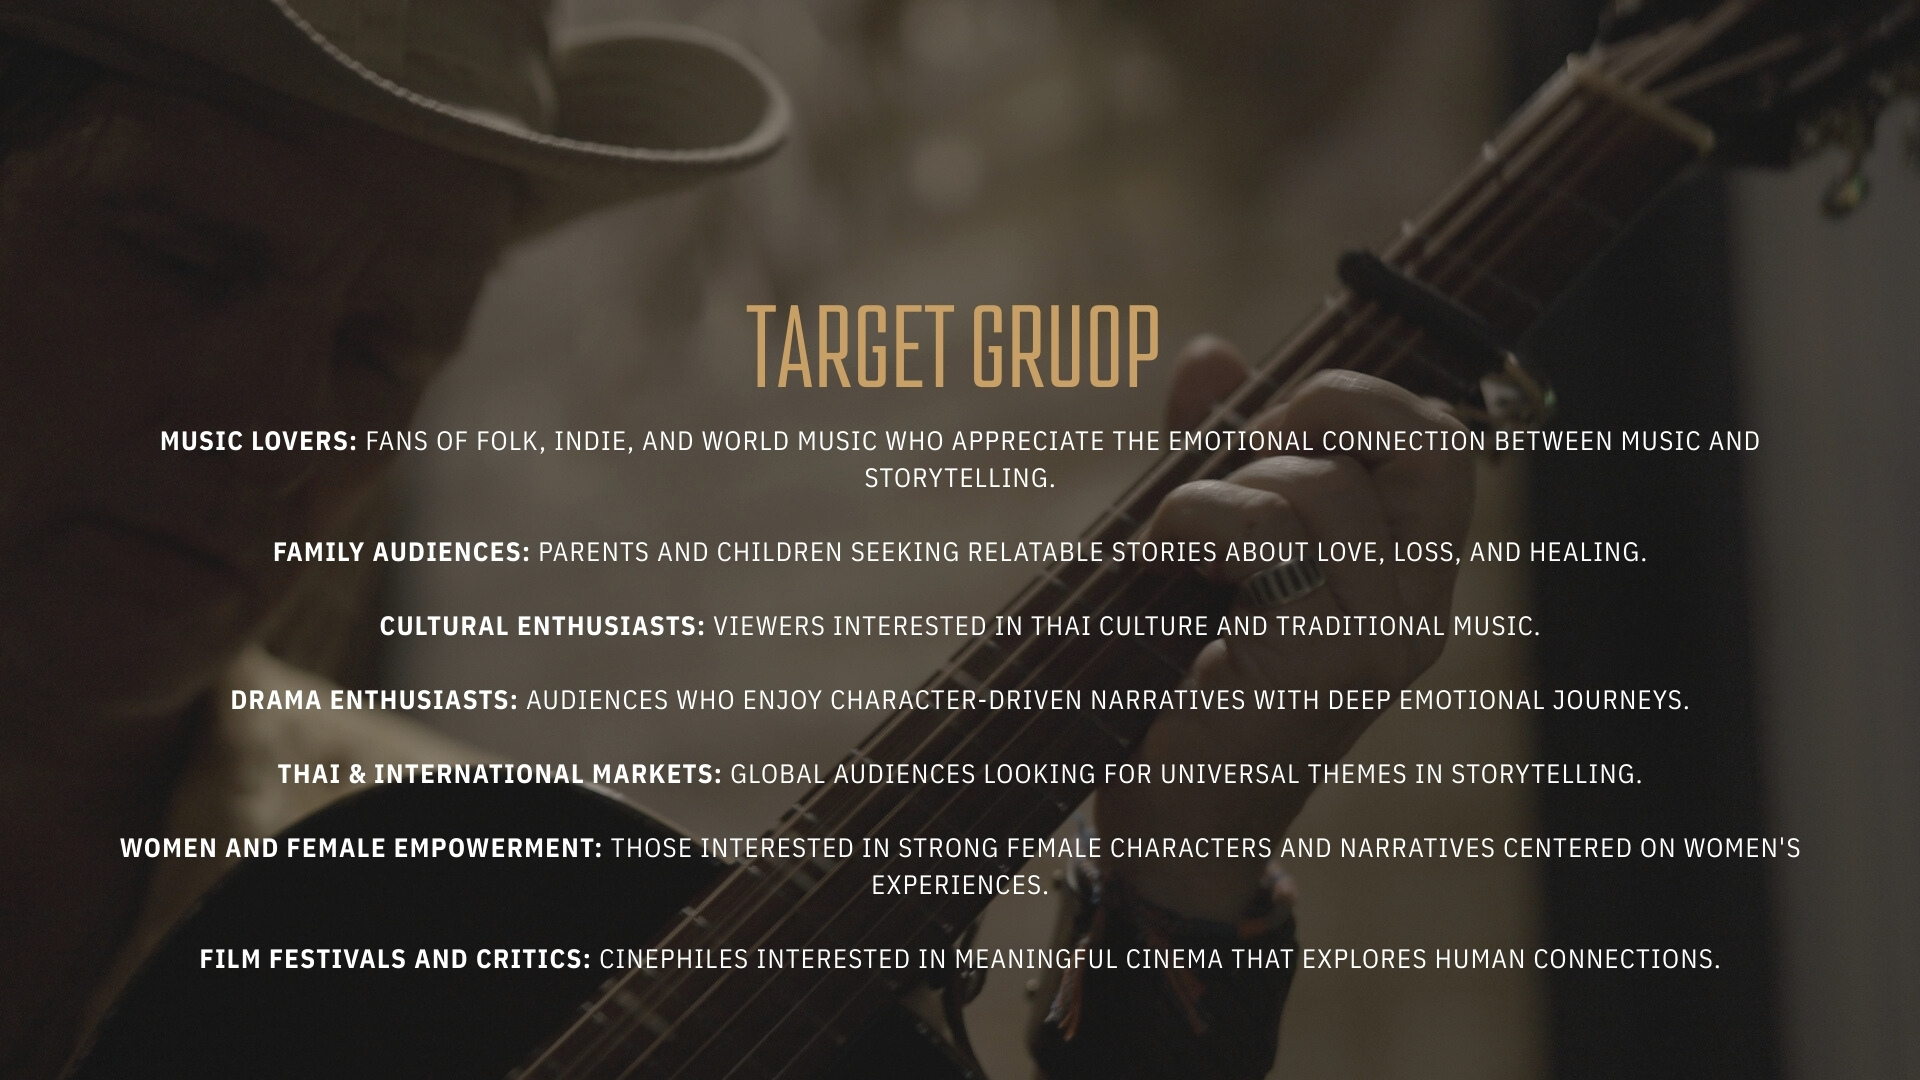 TARGET GRUOP
MUSIC LOVERS: FANS OF FOLK, INDIE, AND WORLD MUSIC WHO APPRECIATE THE EMOTIONAL CONNECTION BETWEEN MUSIC AND
STORYTELLING.
FAMILY AUDIENCES: PARENTS AND CHILDREN SEEKING RELATABLE STORIES ABOUT LOVE, LOSS, AND HEALING.
CULTURAL ENTHUSIASTS: VIEWERS INTERESTED IN THAI CULTURE AND TRADITIONAL MUSIC.
DRAMA ENTHUSIASTS: AUDIENCES WHO ENJOY CHARACTER-DRIVEN NARRATIVES WITH DEEP EMOTIONAL JOURNEYS.
THAI & INTERNATIONAL MARKETS: GLOBAL AUDIENCES LOOKING FOR UNIVERSAL THEMES IN STORYTELLING.
WOMEN AND FEMALE EMPOWERMENT: THOSE INTERESTED IN STRONG FEMALE CHARACTERS AND NARRATIVES CENTERED ON WOMEN'S
EXPERIENCES.
FILM FESTIVALS AND CRITICS: CINEPHILES INTERESTED IN MEANINGFUL CINEMA THAT EXPLORES HUMAN CONNECTIONS.